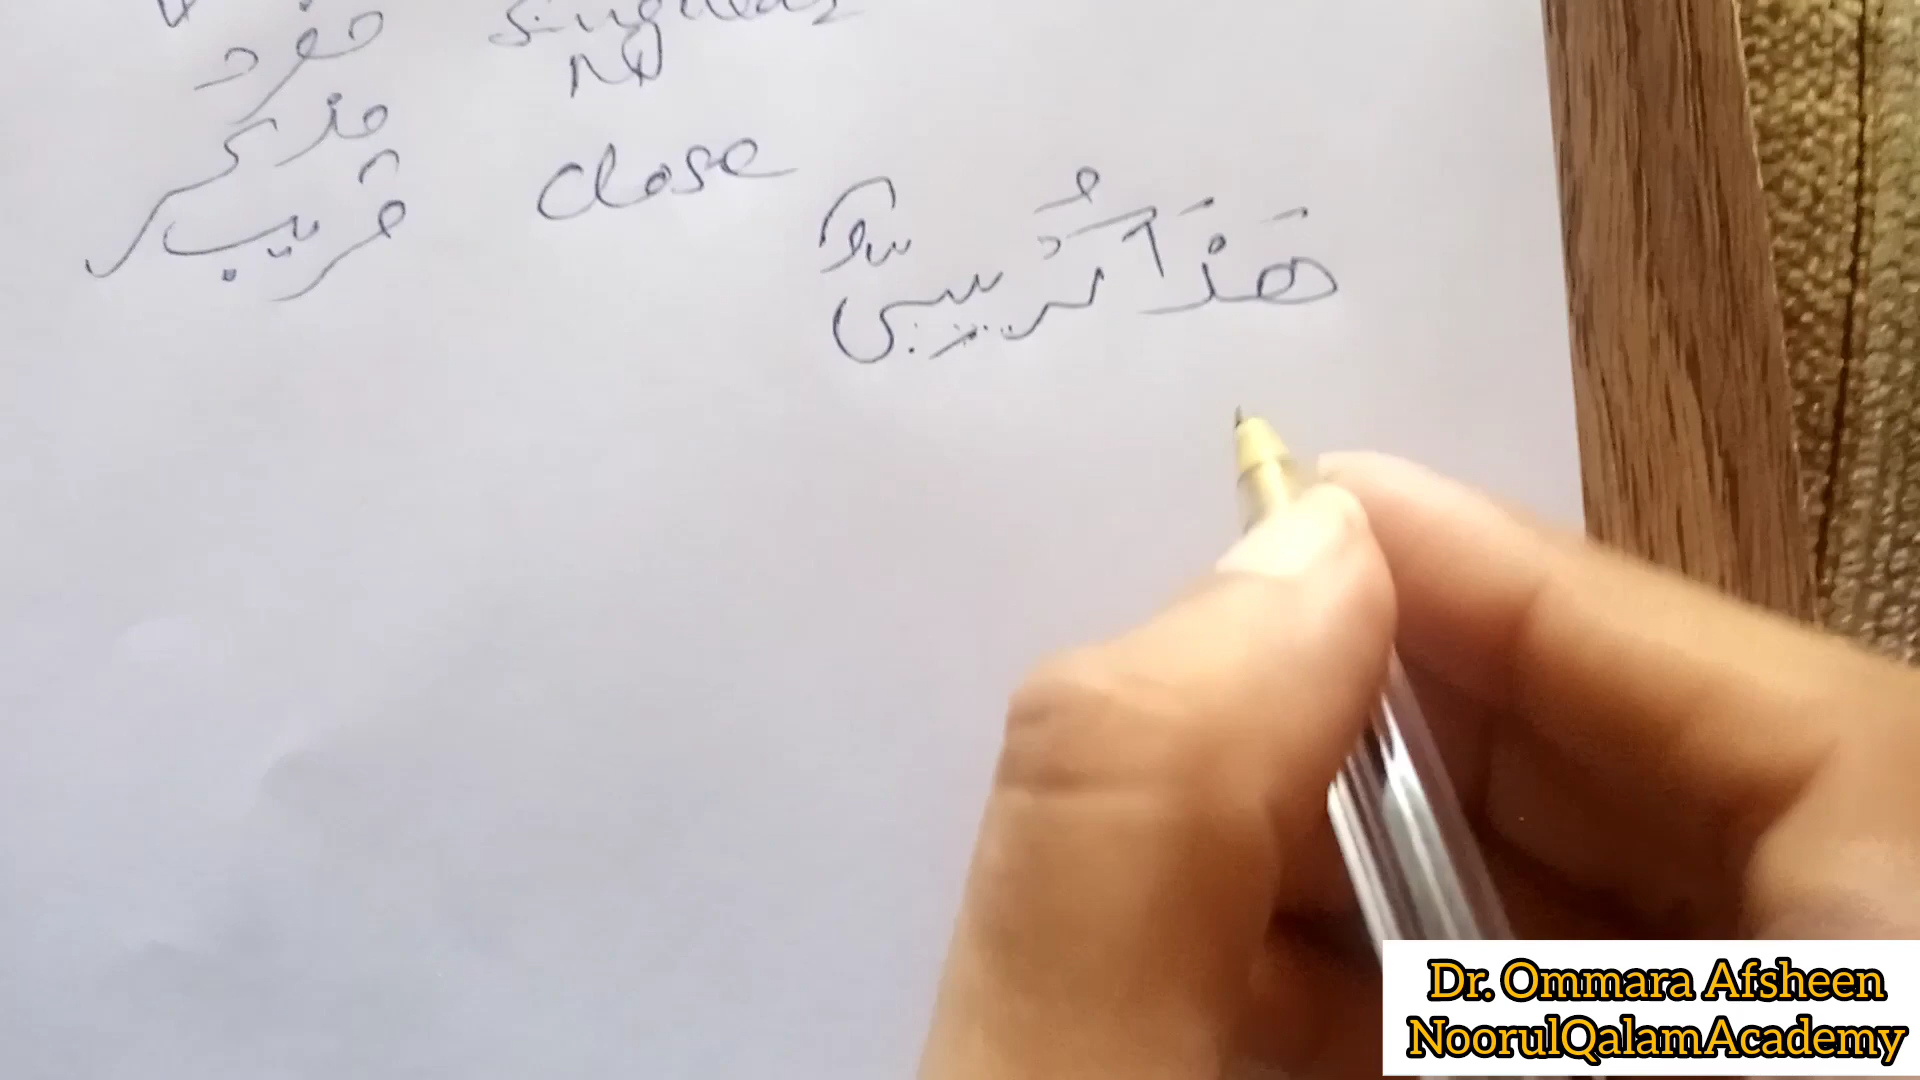 مفرد singular
مذکر M
قریب close
هَذَا
Dr. Ommara Afsheen
NoorulQalamAcademy